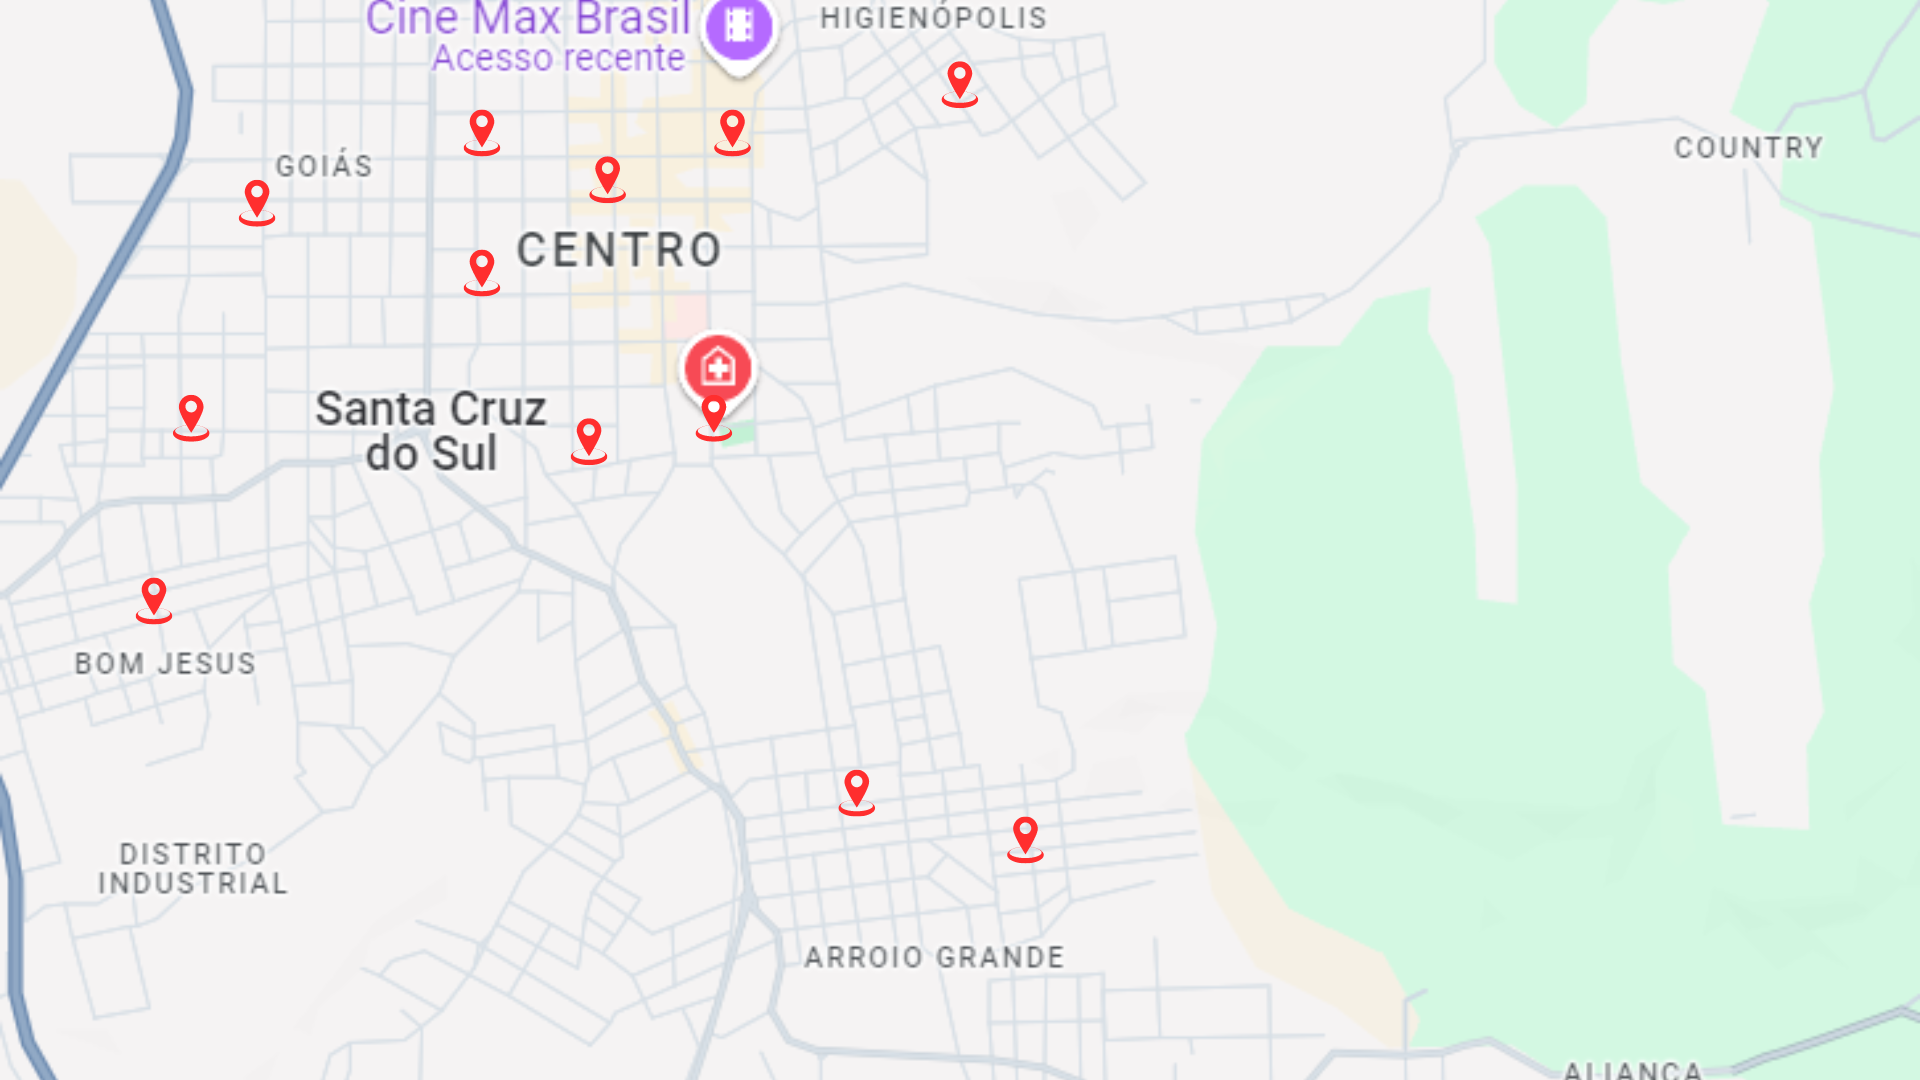 Cine Max Brasil
Acesso recente
HIGIENÓPOLIS
GOIÁS
COUNTRY
CENTRO
Santa Cruz
do Sul
BOM JESUS
DISTRITO
INDUSTRIAL
ARROIO GRANDE
ALIANÇA